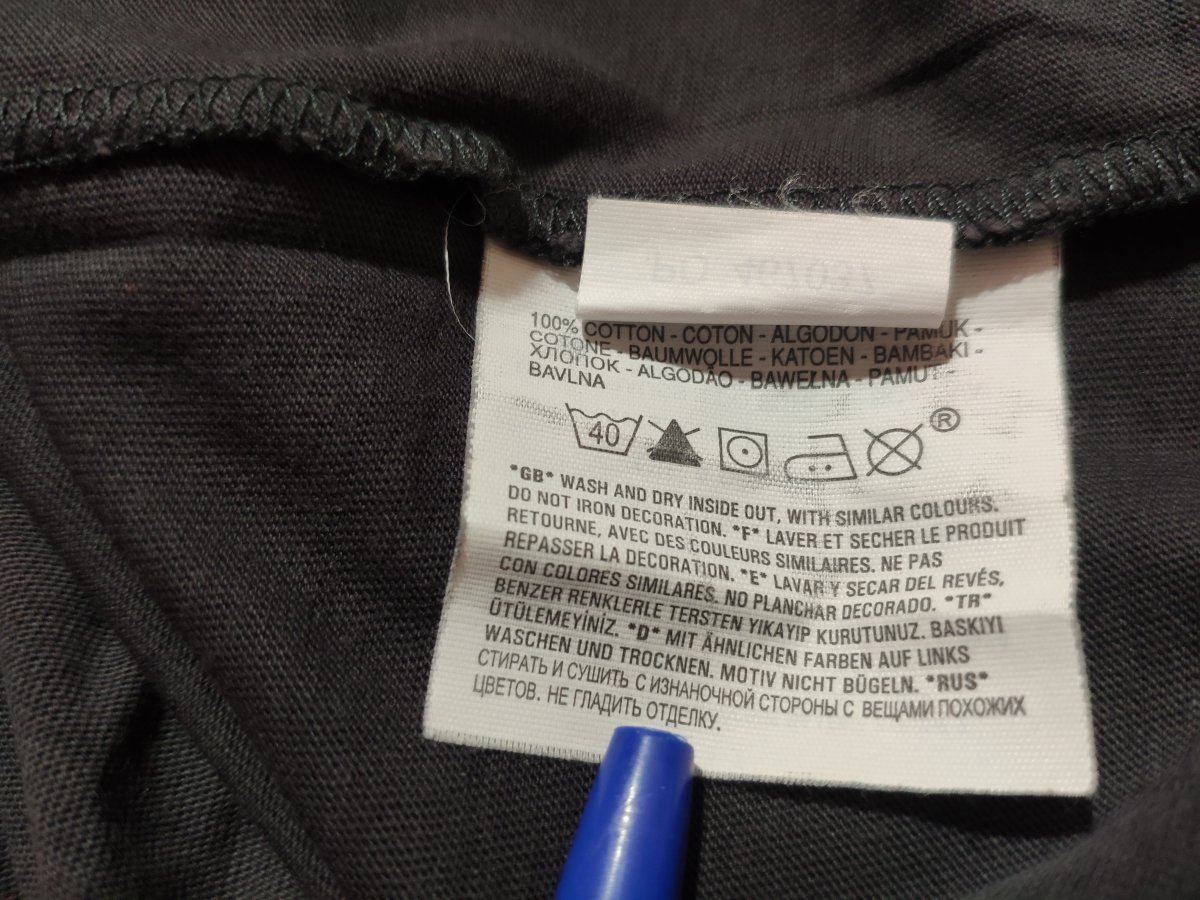 100% COTTON - COTON - ALGODON - PAMUK -
COTONE - BAUMWOLLE - KATOEN - BAMBAKI -
ХЛОПОК - ALGODÃO - BAWEŁNA - PAMUT -
BAVLNA
40
®
*GB* WASH AND DRY INSIDE OUT, WITH SIMILAR COLOURS.
DO NOT IRON DECORATION. *F* LAVER ET SECHER LE PRODUIT
RETOURNE, AVEC DES COULEURS SIMILAIRES. NE PAS
REPASSER LA DECORATION. *E* LAVAR Y SECAR DEL REVÉS,
CON COLORES SIMILARES. NO PLANCHAR DECORADO. *TR*
BENZER RENKLERLE TERSTEN YIKAYIP KURUTUNUZ. BASKIYI
ÜTÜLEMEYİNİZ. *D* MIT ÄHNLICHEN FARBEN AUF LINKS
WASCHEN UND TROCKNEN. MOTIV NICHT BÜGELN. *RUS*
СТИРАТЬ И СУШИТЬ С ИЗНАНОЧНОЙ СТОРОНЫ С ВЕЩАМИ ПОХОЖИХ
ЦВЕТОВ. НЕ ГЛАДИТЬ ОТДЕЛКУ.